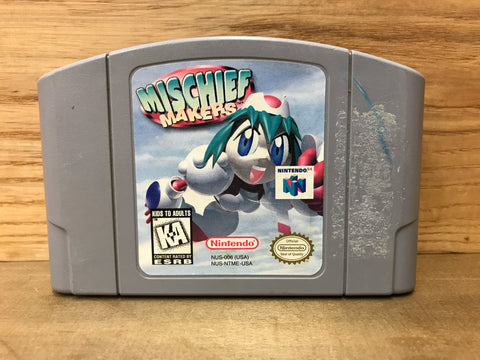 MISCHIEF
MAKERS
NINTENDO 64
KIDS TO ADULTS
K-A
CONTENT RATED BY
ESRB
Nintendo
NUS-006 (USA)
NUS-NTME-USA
Official
Nintendo
Seal of Quality